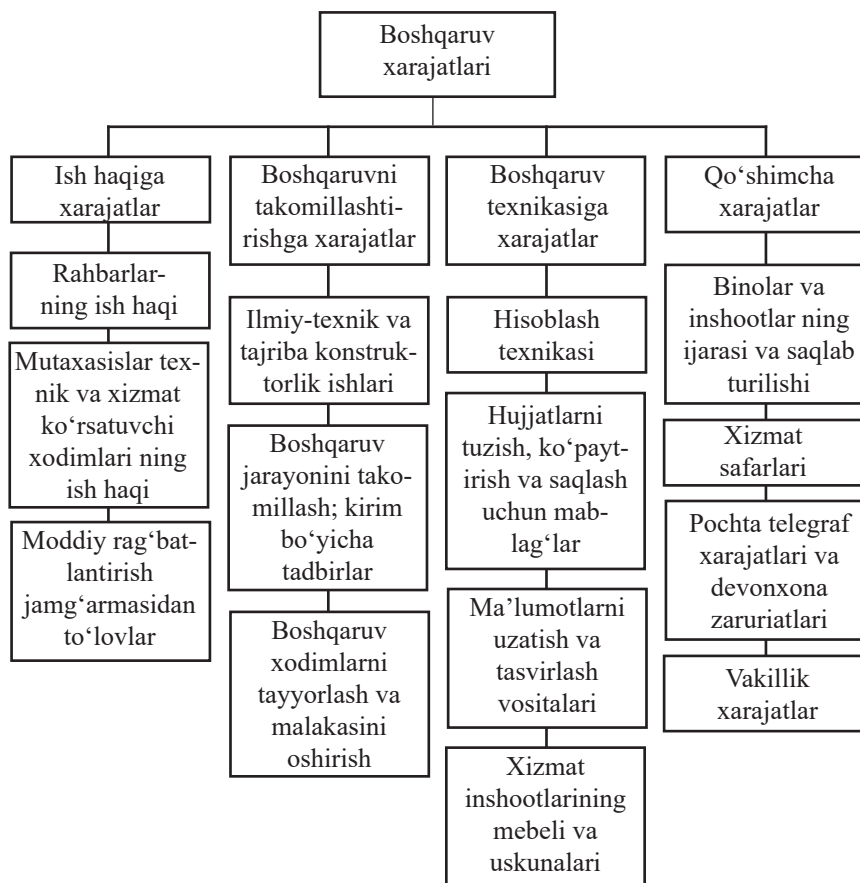 Boshqaruv
xarajatlari
Ish haqiga
xarajatlar
Rahbarlar-
ning ish haqi
Mutaxasislar tex-
nik va xizmat
ko‘rsatuvchi
xodimlari ning
ish haqi
Moddiy rag‘bat-
lantirish
jamg‘armasidan
to‘lovlar
Boshqaruvni
takomillashti-
rishga xarajatlar
Ilmiy-texnik va
tajriba konstruk-
torlik ishlari
Boshqaruv
jarayonini tako-
millash; kirim
bo‘yicha
tadbirlar
Boshqaruv
xodimlarni
tayyorlash va
malakasini
oshirish
Boshqaruv
texnikasiga
xarajatlar
Hisoblash
texnikasi
Hujjatlarni
tuzish, ko‘payt-
irish va saqlash
uchun mab-
lag‘lar
Ma’lumotlarni
uzatish va
tasvirlash
vositalari
Xizmat
inshootlarining
mebeli va
uskunalari
Qo‘shimcha
xarajatlar
Binolar va
inshootlar ning
ijarasi va saqlab
turilishi
Xizmat
safarlari
Pochta telegraf
xarajatlari va
devonxona
zaruriatlari
Vakillik
xarajatlar